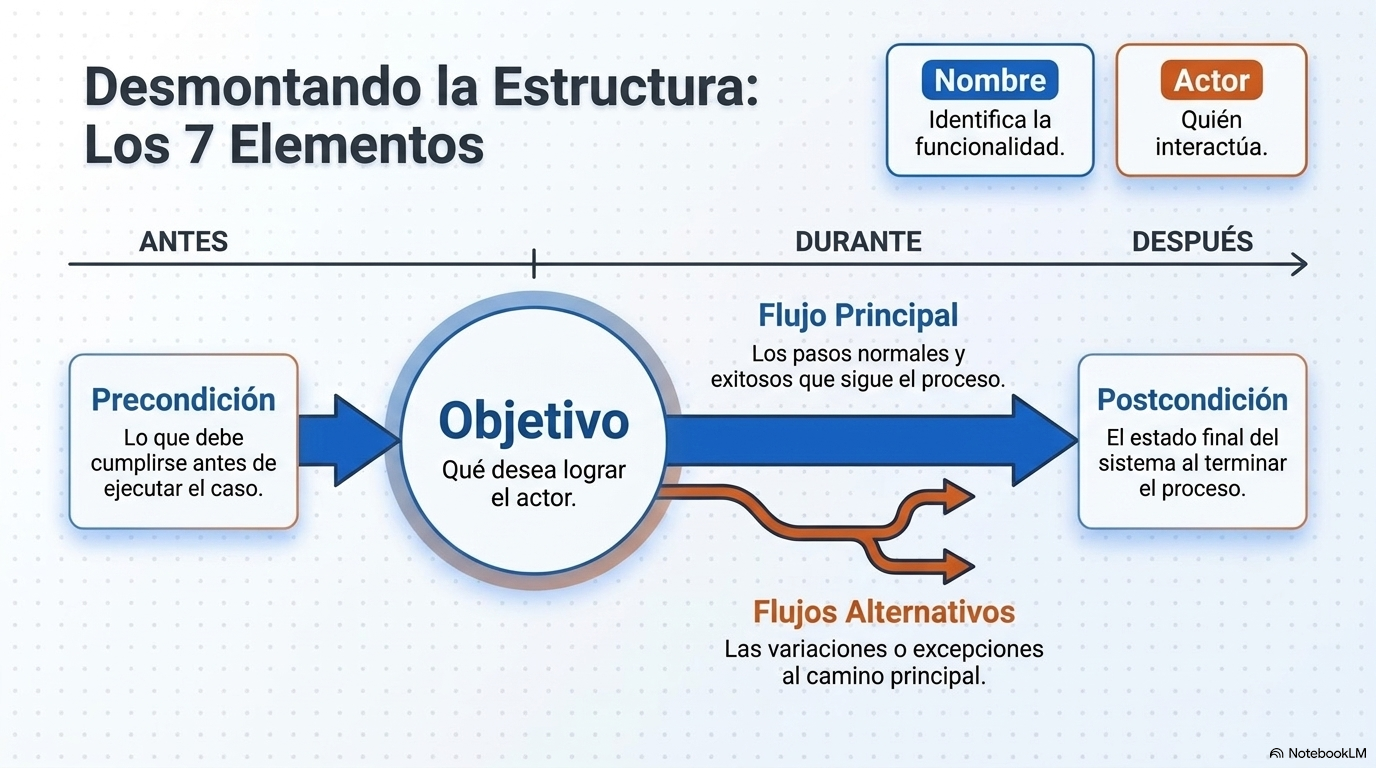 Desmontando la Estructura:
Los 7 Elementos
Nombre
Identifica la
funcionalidad.
Actor
Quién
interactúa.
ANTES
DURANTE
DESPUÉS
Precondición
Lo que debe
cumplirse antes de
ejecutar el caso.
Objetivo
Qué desea lograr
el actor.
Flujo Principal
Los pasos normales y
exitosos que sigue el proceso.
Flujos Alternativos
Las variaciones o excepciones
al camino principal.
Postcondición
El estado final del
sistema al terminar
el proceso.
NotebookLM